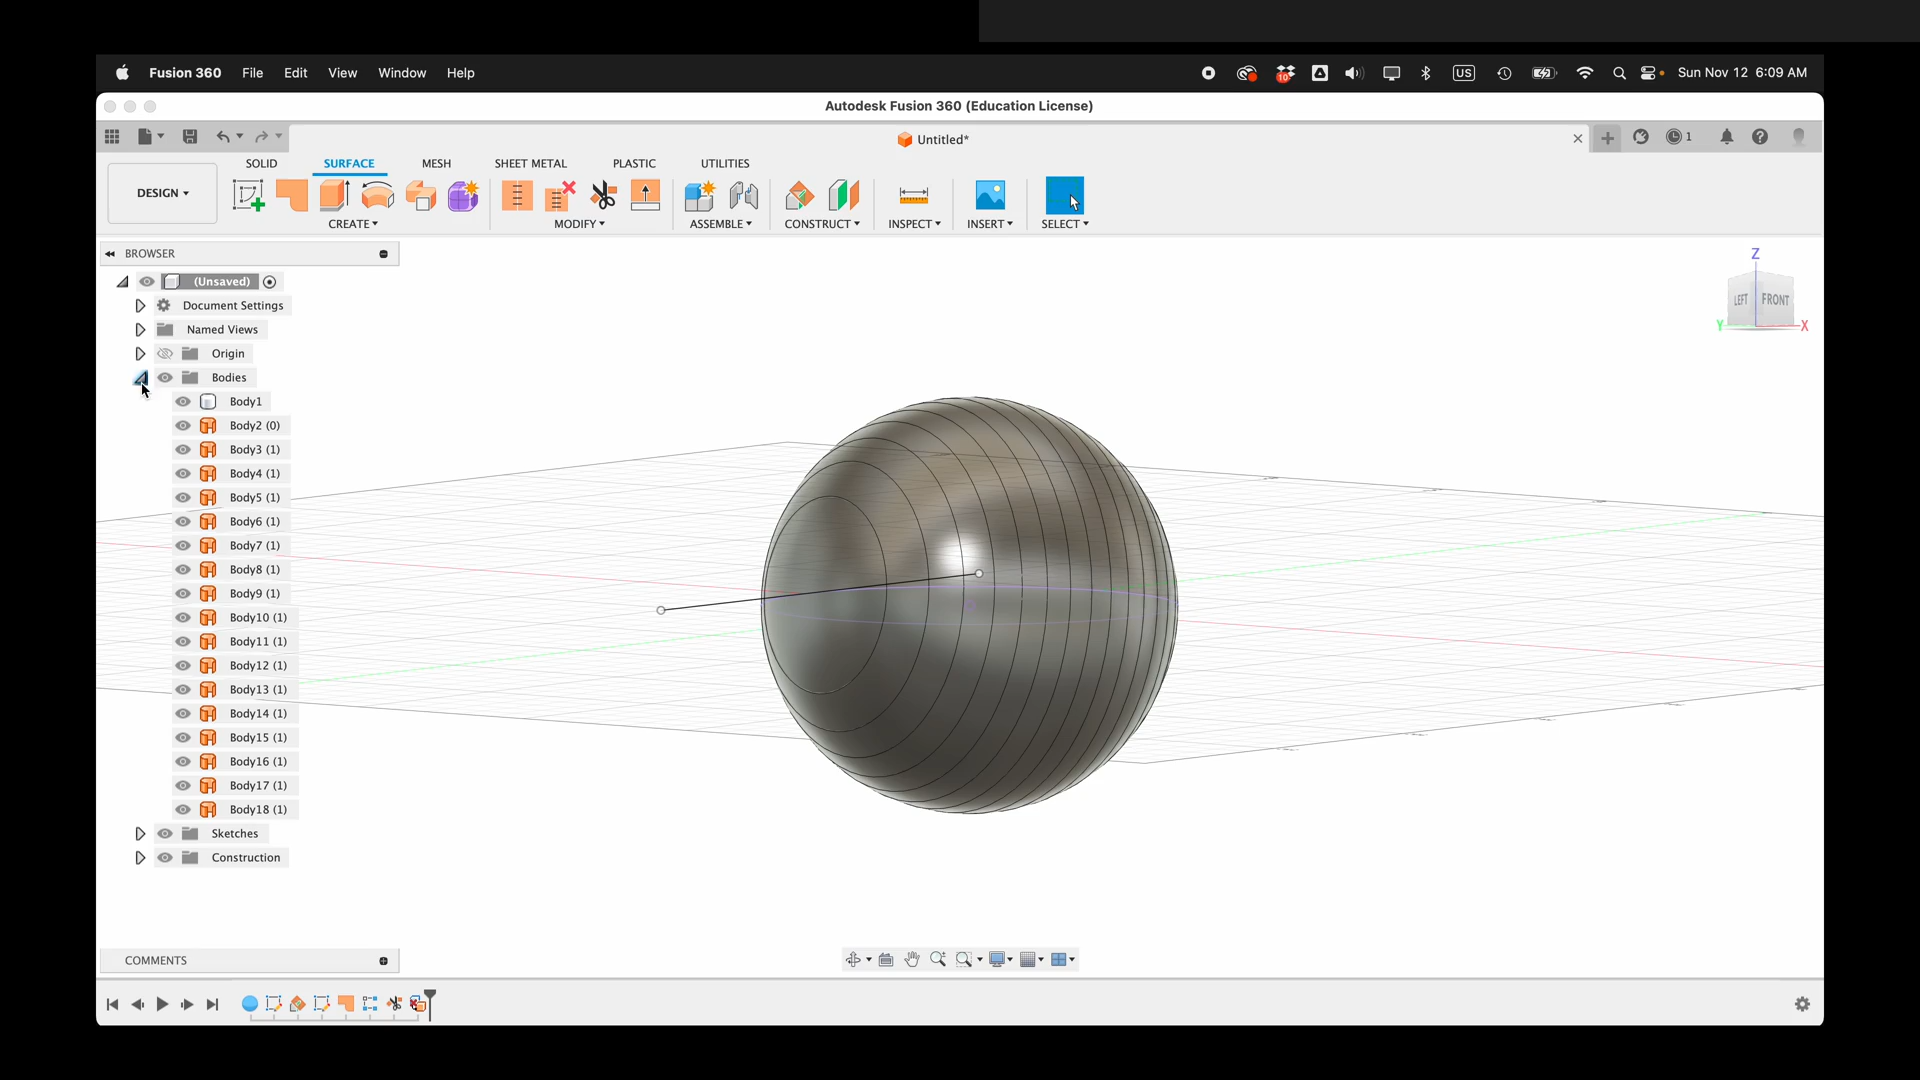 Fusion 360 File Edit View Window Help
10 US Sun Nov 12 6:09 AM
Autodesk Fusion 360 (Education License)
Untitled*
1
SOLID SURFACE MESH SHEET METAL PLASTIC UTILITIES
DESIGN
CREATE MODIFY ASSEMBLE CONSTRUCT INSPECT INSERT SELECT
BROWSER
(Unsaved)
Document Settings
Named Views
Origin
Bodies
Body1
Body2 (0)
Body3 (1)
Body4 (1)
Body5 (1)
Body6 (1)
Body7 (1)
Body8 (1)
Body9 (1)
Body10 (1)
Body11 (1)
Body12 (1)
Body13 (1)
Body14 (1)
Body15 (1)
Body16 (1)
Body17 (1)
Body18 (1)
Sketches
Construction
Z
LEFT FRONT
Y X
COMMENTS